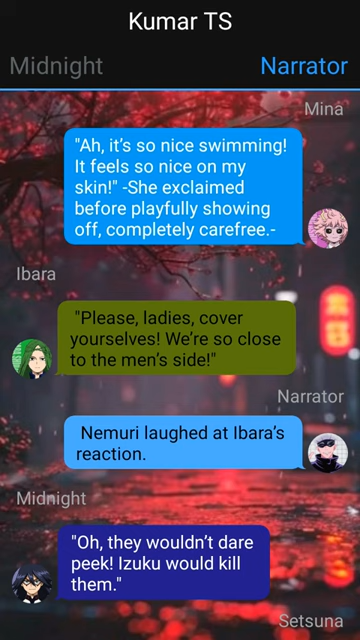 Kumar TS
Midnight
Narrator
Mina
"Ah, it's so nice swimming!
It feels so nice on my
skin!" -She exclaimed
before playfully showing
off, completely carefree.-
Ibara
"Please, ladies, cover
yourselves! We're so close
to the men's side!"
Narrator
Nemuri laughed at Ibara's
reaction.
Midnight
"Oh, they wouldn't dare
peek! Izuku would kill
them."
Setsuna